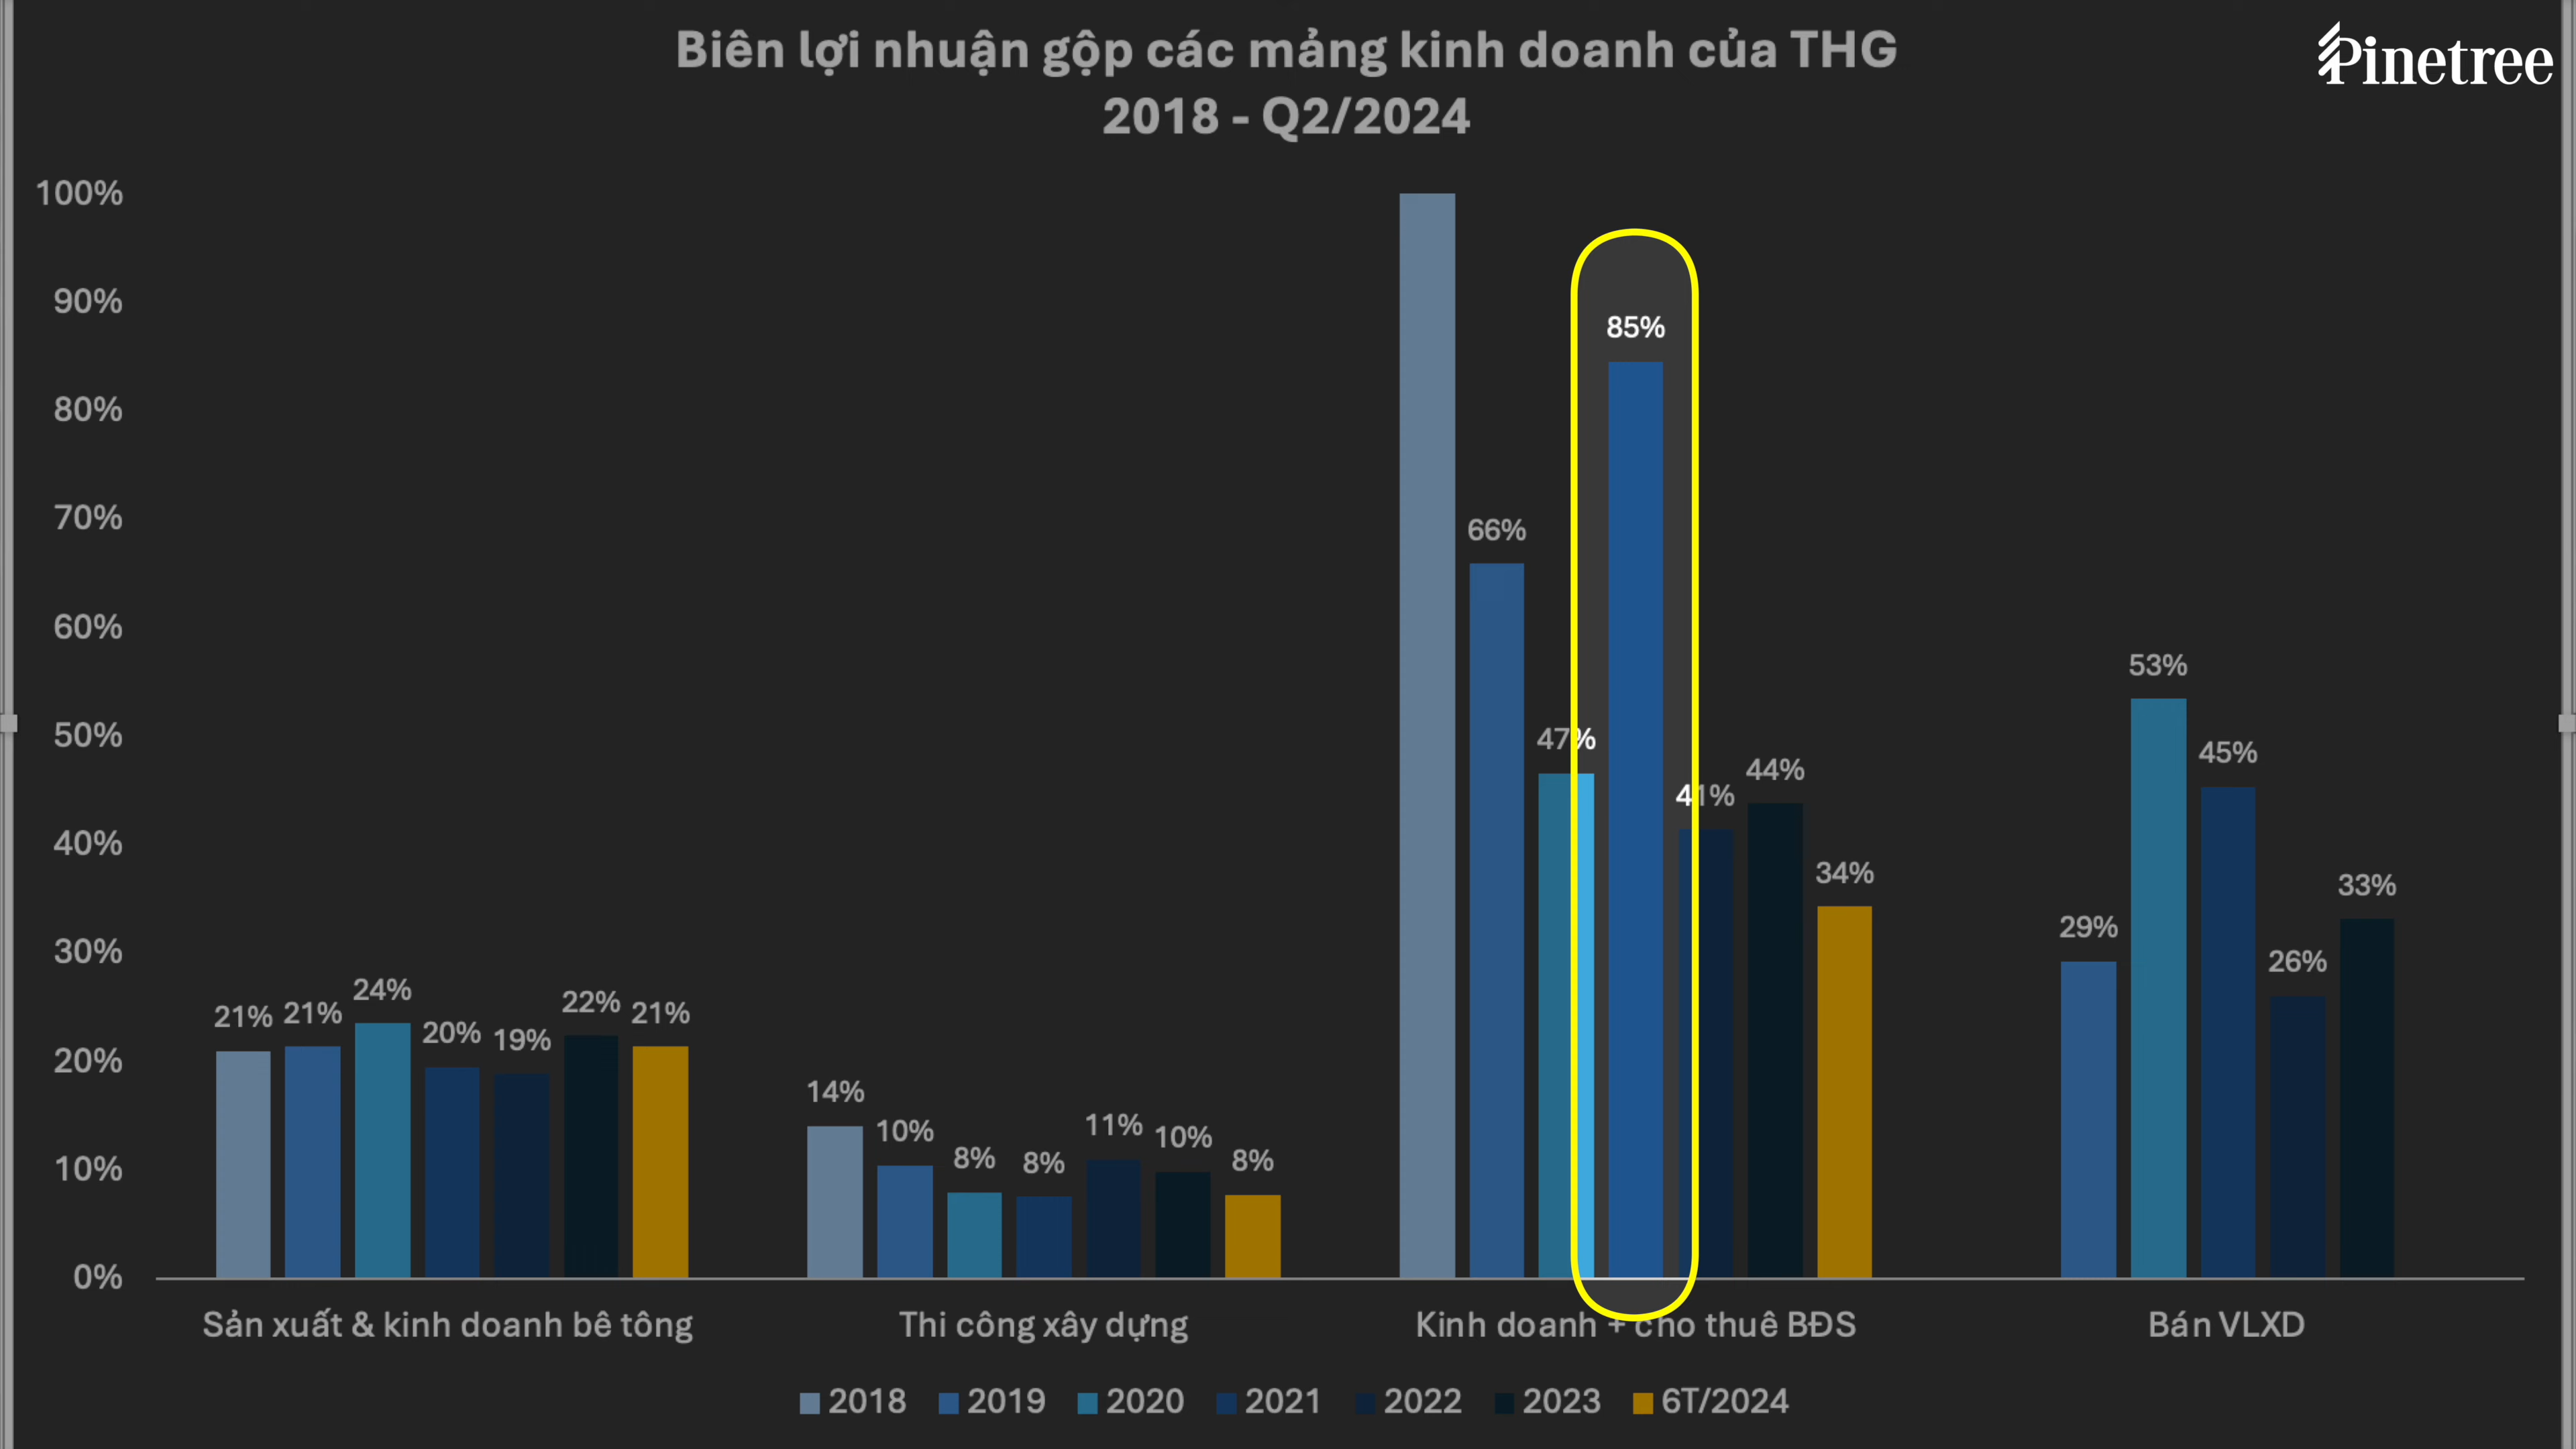 Biên lợi nhuận gộp các mảng kinh doanh của THG
2018 - Q2/2024
Pinetree
100%
90%
80%
70%
60%
50%
40%
30%
20%
10%
0%
21% 21% 24% 20% 19% 22% 21%
14% 10% 8% 8% 11% 10% 8%
66% 47% 85% 41% 44% 34%
29% 53% 45% 26% 33%
Sản xuất & kinh doanh bê tông
Thi công xây dựng
Kinh doanh + cho thuê BĐS
Bán VLXD
2018 2019 2020 2021 2022 2023 6T/2024